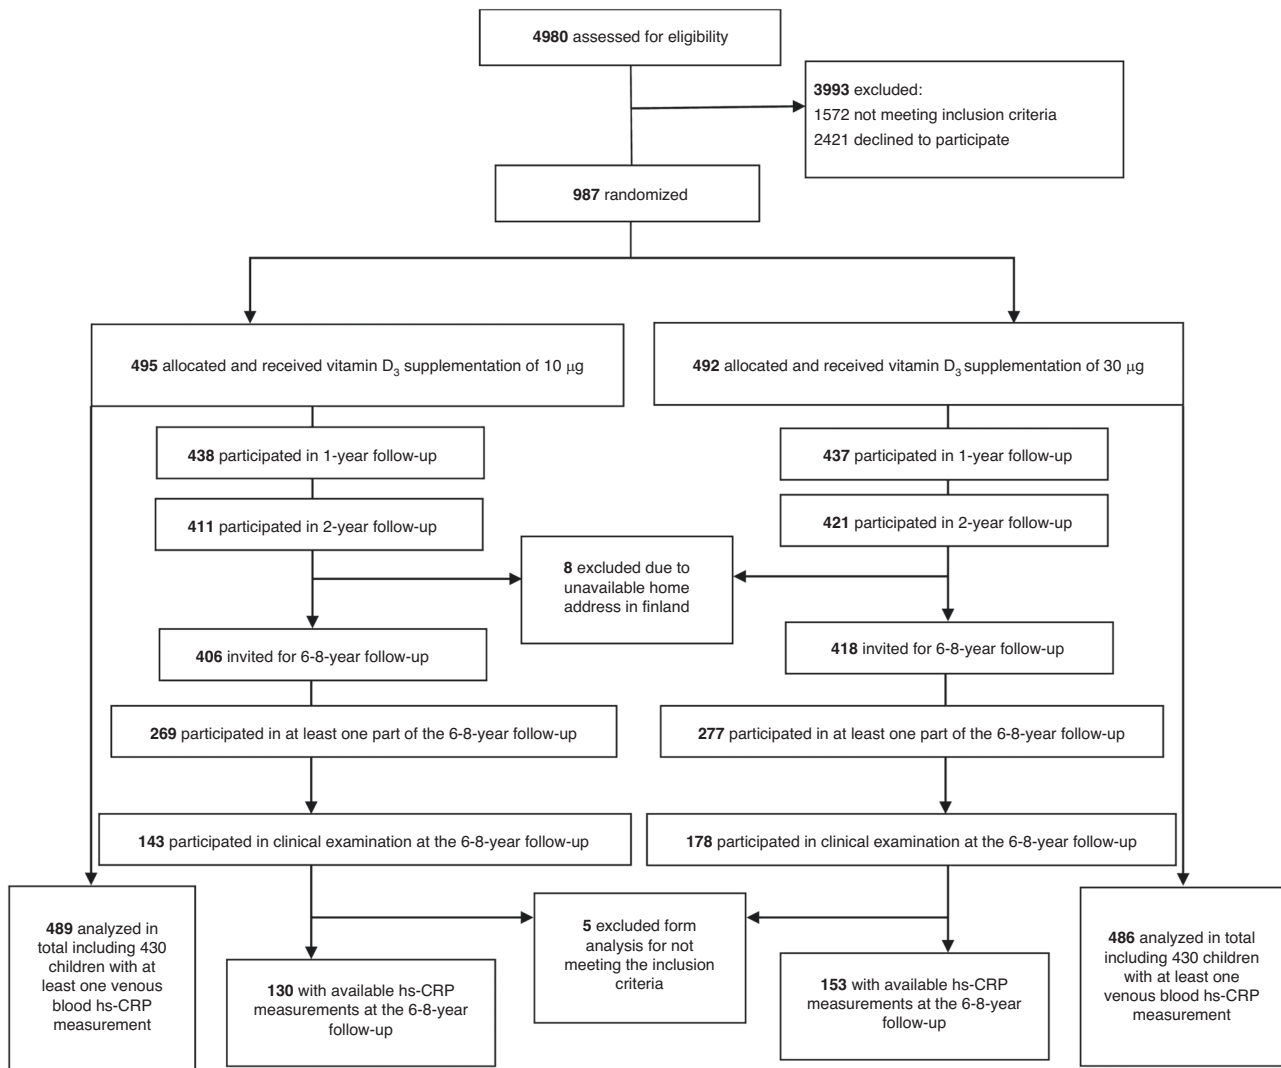 4980 assessed for eligibility
3993 excluded:
1572 not meeting inclusion criteria
2421 declined to participate
987 randomized
495 allocated and received vitamin D₃ supplementation of 10 µg
492 allocated and received vitamin D₃ supplementation of 30 µg
438 participated in 1-year follow-up
437 participated in 1-year follow-up
411 participated in 2-year follow-up
421 participated in 2-year follow-up
8 excluded due to
unavailable home
address in finland
406 invited for 6-8-year follow-up
418 invited for 6-8-year follow-up
269 participated in at least one part of the 6-8-year follow-up
277 participated in at least one part of the 6-8-year follow-up
143 participated in clinical examination at the 6-8-year follow-up
178 participated in clinical examination at the 6-8-year follow-up
489 analyzed in
total including 430
children with at
least one venous
blood hs-CRP
measurement
130 with available hs-CRP
measurements at the 6-8-year
follow-up
5 excluded form
analysis for not
meeting the inclusion
criteria
153 with available hs-CRP
measurements at the 6-8-year
follow-up
486 analyzed in total
including 430 children
with at least one
venous blood hs-CRP
measurement